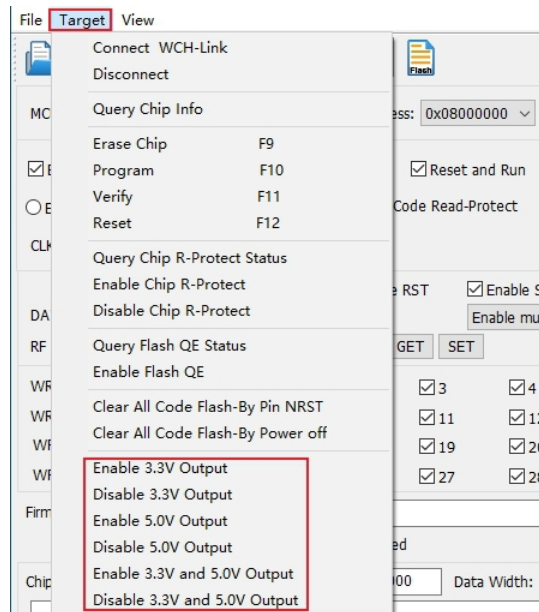 File Target View
Connect WCH-Link
Disconnect
Query Chip Info
Erase Chip F9
Program F10
Verify F11
Reset F12
Query Chip R-Protect Status
Enable Chip R-Protect
Disable Chip R-Protect
Query Flash QE Status
Enable Flash QE
Clear All Code Flash-By Pin NRST
Clear All Code Flash-By Power off
Enable 3.3V Output
Disable 3.3V Output
Enable 5.0V Output
Disable 5.0V Output
Enable 3.3V and 5.0V Output
Disable 3.3V and 5.0V Output
Flash
0x08000000
Reset and Run
Code Read-Protect
RST Enable
Enable
GET SET
3 4
11
19
27
Data Width:
CLK
DA
RF
Chip